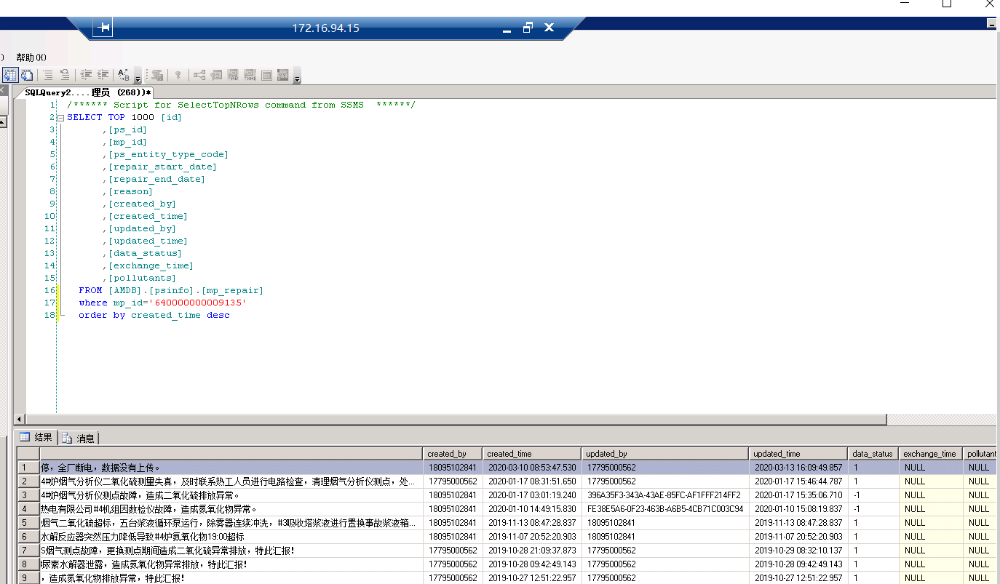 172.16.94.15
) 帮助(H)
SQLQuery2....理员 (268))*
1 /****** Script for SelectTopNRows command from SSMS ******/
2 SELECT TOP 1000 [id]
3 ,[ps_id]
4 ,[mp_id]
5 ,[ps_entity_type_code]
6 ,[repair_start_date]
7 ,[repair_end_date]
8 ,[reason]
9 ,[created_by]
10 ,[created_time]
11 ,[updated_by]
12 ,[updated_time]
13 ,[data_status]
14 ,[exchange_time]
15 ,[pollutants]
16 FROM [AMDB].[psinfo].[mp_repair]
17 where mp_id='640000000009135'
18 order by created_time desc
结果 消息
created_by created_time updated_by updated_time data_status exchange_time pollutant
1 停，全厂断电，数据没有上传。 18095102841 2020-03-10 08:53:47.530 17795000562 2020-03-13 16:09:49.857 1 NULL NULL
2 4#炉烟气分析仪二氧化硫测量失真，及时联系热工人员进行电路检查，清理烟气分析仪测点，处... 17795000562 2020-01-17 08:31:51.650 17795000562 2020-01-17 15:46:44.787 1 NULL NULL
3 4#炉烟气分析仪测点故障，造成二氧化硫排放异常。 18095102841 2020-01-17 03:01:19.240 396A35F3-343A-43AE-85FC-AF1FFF214FF2 2020-01-17 15:35:06.710 -1 NULL NULL
4 热电有限公司#4机组因数检仪故障，造成氮氧化物异常。 18095102841 2020-01-10 14:49:15.830 FE38E5A6-0F23-463B-A6B5-4CB71C003C94 2020-01-10 15:08:19.837 -1 NULL NULL
5 烟气二氧化硫超标，五台浆液循环泵运行，除雾器连续冲洗，#3吸收塔浆液进行置换事故浆液箱... 18095102841 2019-11-13 08:47:28.837 18095102841 2019-11-13 08:47:28.837 1 NULL NULL
6 水解反应器突然压力降低导致#4炉氮氧化物19:00超标 18095102841 2019-11-07 20:52:20.903 18095102841 2019-11-07 20:52:20.903 1 NULL NULL
7 S烟气测点故障，更换测点期间造成二氧化硫异常排放，特此汇报！ 17795000562 2019-10-28 21:09:37.873 17795000562 2019-10-29 08:32:10.137 1 NULL NULL
8 尿素水解器泄露，造成氮氧化物异常排放，特此汇报！ 17795000562 2019-10-28 09:42:49.143 17795000562 2019-10-28 09:42:49.143 1 NULL NULL
9 ，造成氮氧化物排放异常，特此汇报！ 17795000562 2019-10-27 12:51:22.957 17795000562 2019-10-27 12:51:22.957 1 NULL NULL